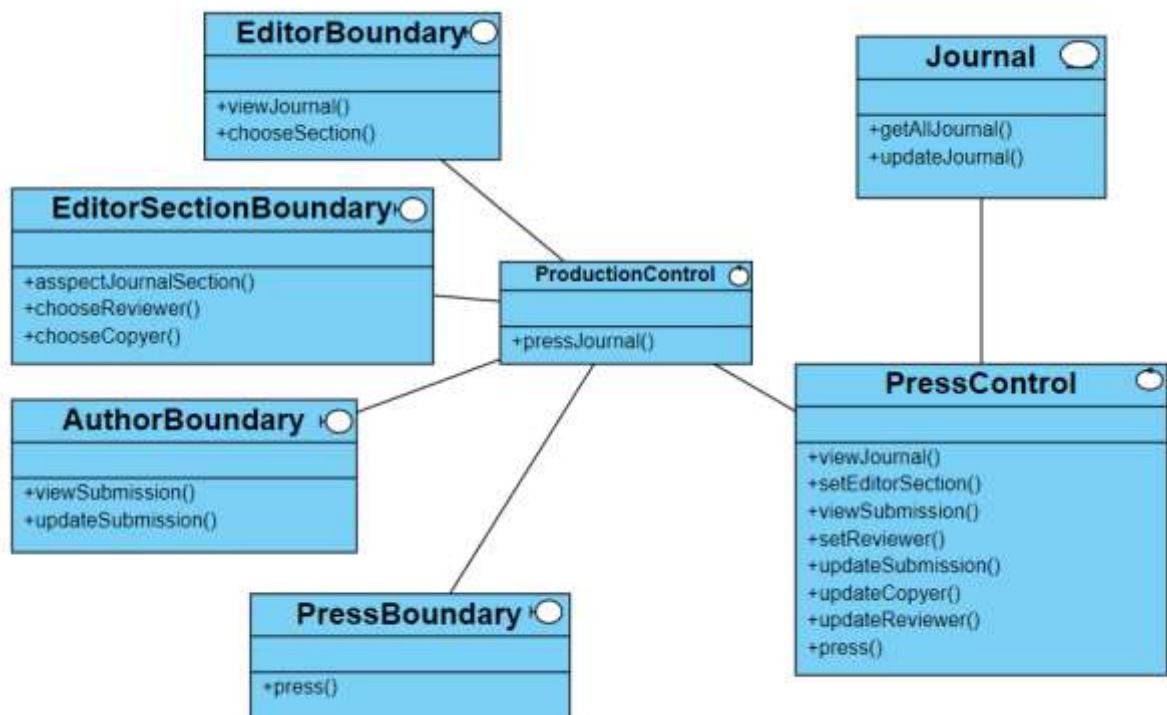 EditorBoundary
+viewJournal()
+chooseSection()
Journal
+getAllJournal()
+updateJournal()
EditorSectionBoundary
+asspectJournalSection()
+chooseReviewer()
+chooseCopyer()
ProductionControl
+pressJournal()
AuthorBoundary
+viewSubmission()
+updateSubmission()
PressControl
+viewJournal()
+setEditorSection()
+viewSubmission()
+setReviewer()
+updateSubmission()
+updateCopyer()
+updateReviewer()
+press()
PressBoundary
+press()